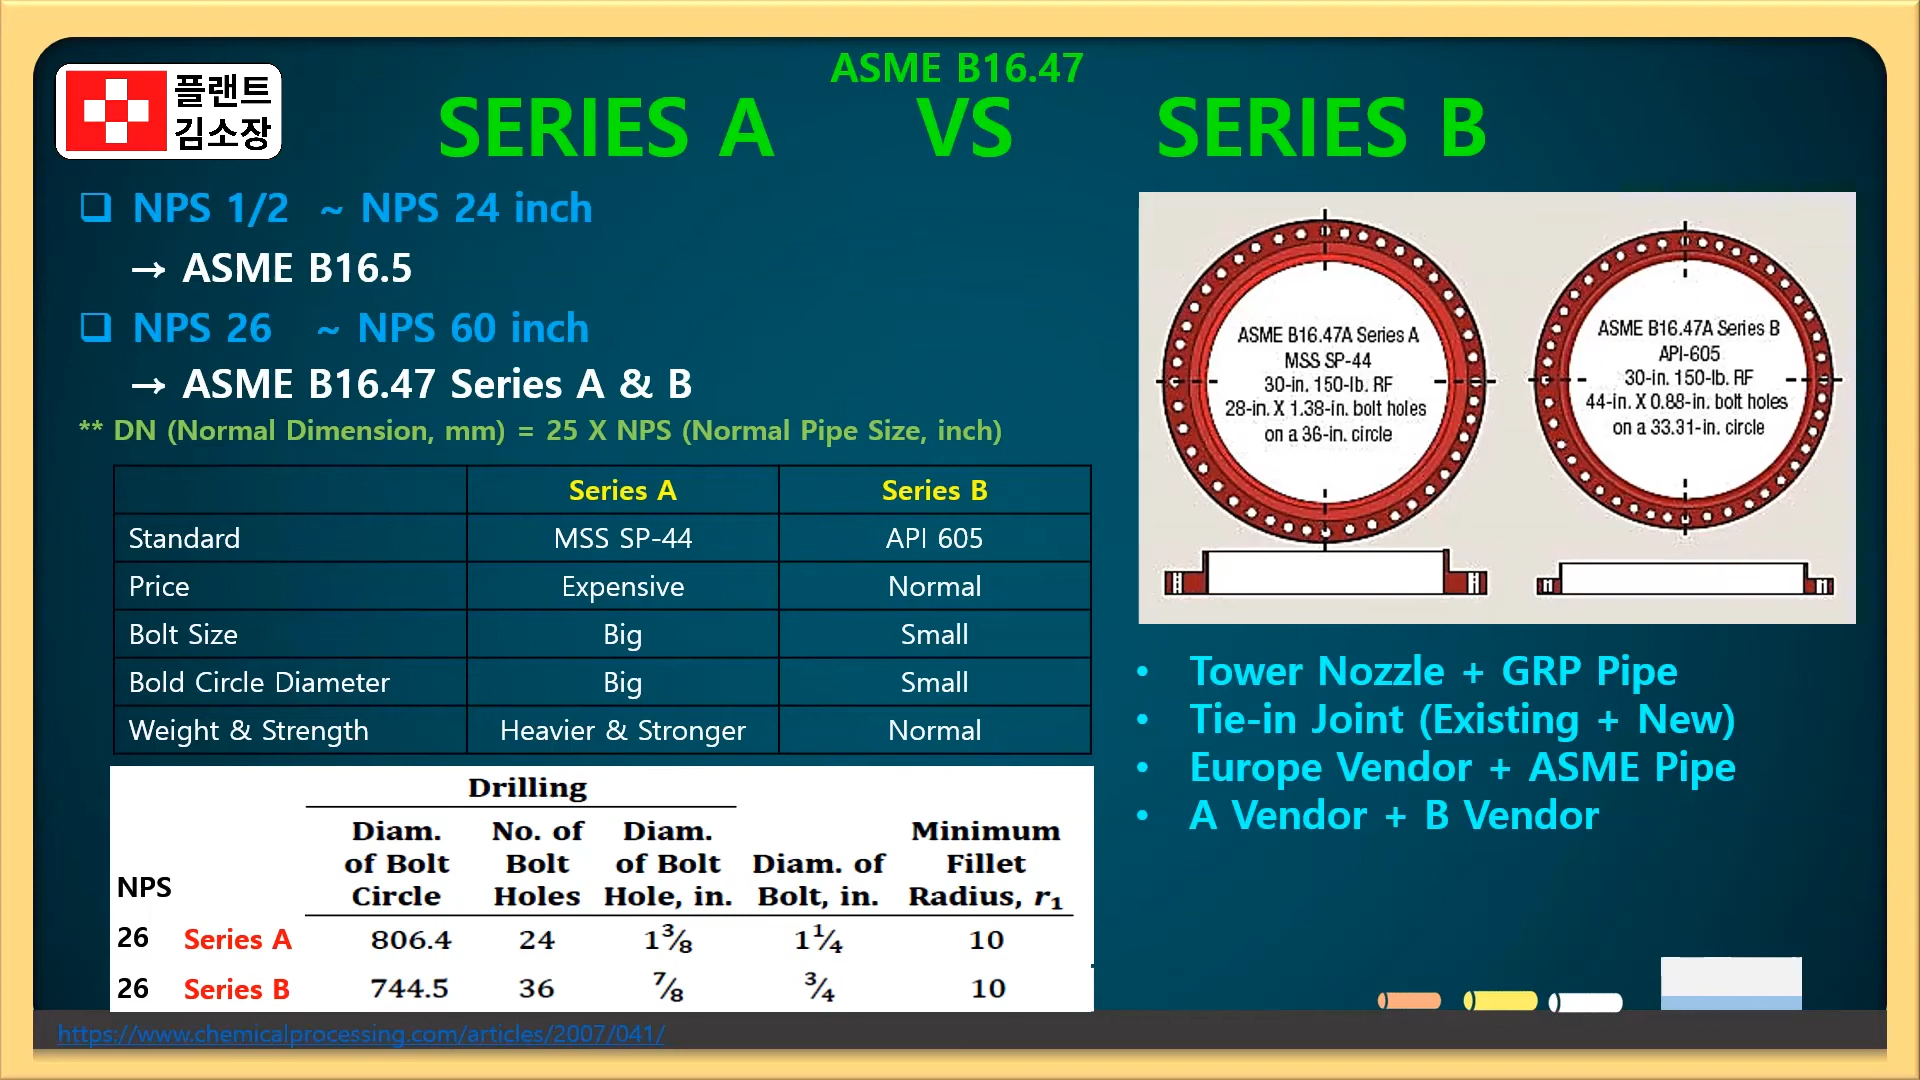 ASME B16.47
플랜트
김소장
SERIES A VS SERIES B
❑ NPS 1/2 ~ NPS 24 inch
→ ASME B16.5
❑ NPS 26 ~ NPS 60 inch
→ ASME B16.47 Series A & B
** DN (Normal Dimension, mm) = 25 X NPS (Normal Pipe Size, inch)
Series A Series B
Standard MSS SP-44 API 605
Price Expensive Normal
Bolt Size Big Small
Bold Circle Diameter Big Small
Weight & Strength Heavier & Stronger Normal
Drilling
Diam. of Bolt Circle
No. of Bolt Holes
Diam. of Bolt Hole, in.
Diam. of Bolt, in.
Minimum Fillet Radius, r1
NPS
26 Series A 806.4 24 1 3/8 1 1/4 10
26 Series B 744.5 36 7/8 3/4 10
ASME B16.47A Series A
MSS SP-44
30-in. 150-lb. RF
28-in. X 1.38-in. bolt holes
on a 36-in. circle
ASME B16.47A Series B
API-605
30-in. 150-lb. RF
44-in. X 0.88-in. bolt holes
on a 33.31-in. circle
• Tower Nozzle + GRP Pipe
• Tie-in Joint (Existing + New)
• Europe Vendor + ASME Pipe
• A Vendor + B Vendor
https://www.chemicalprocessing.com/articles/2007/041/